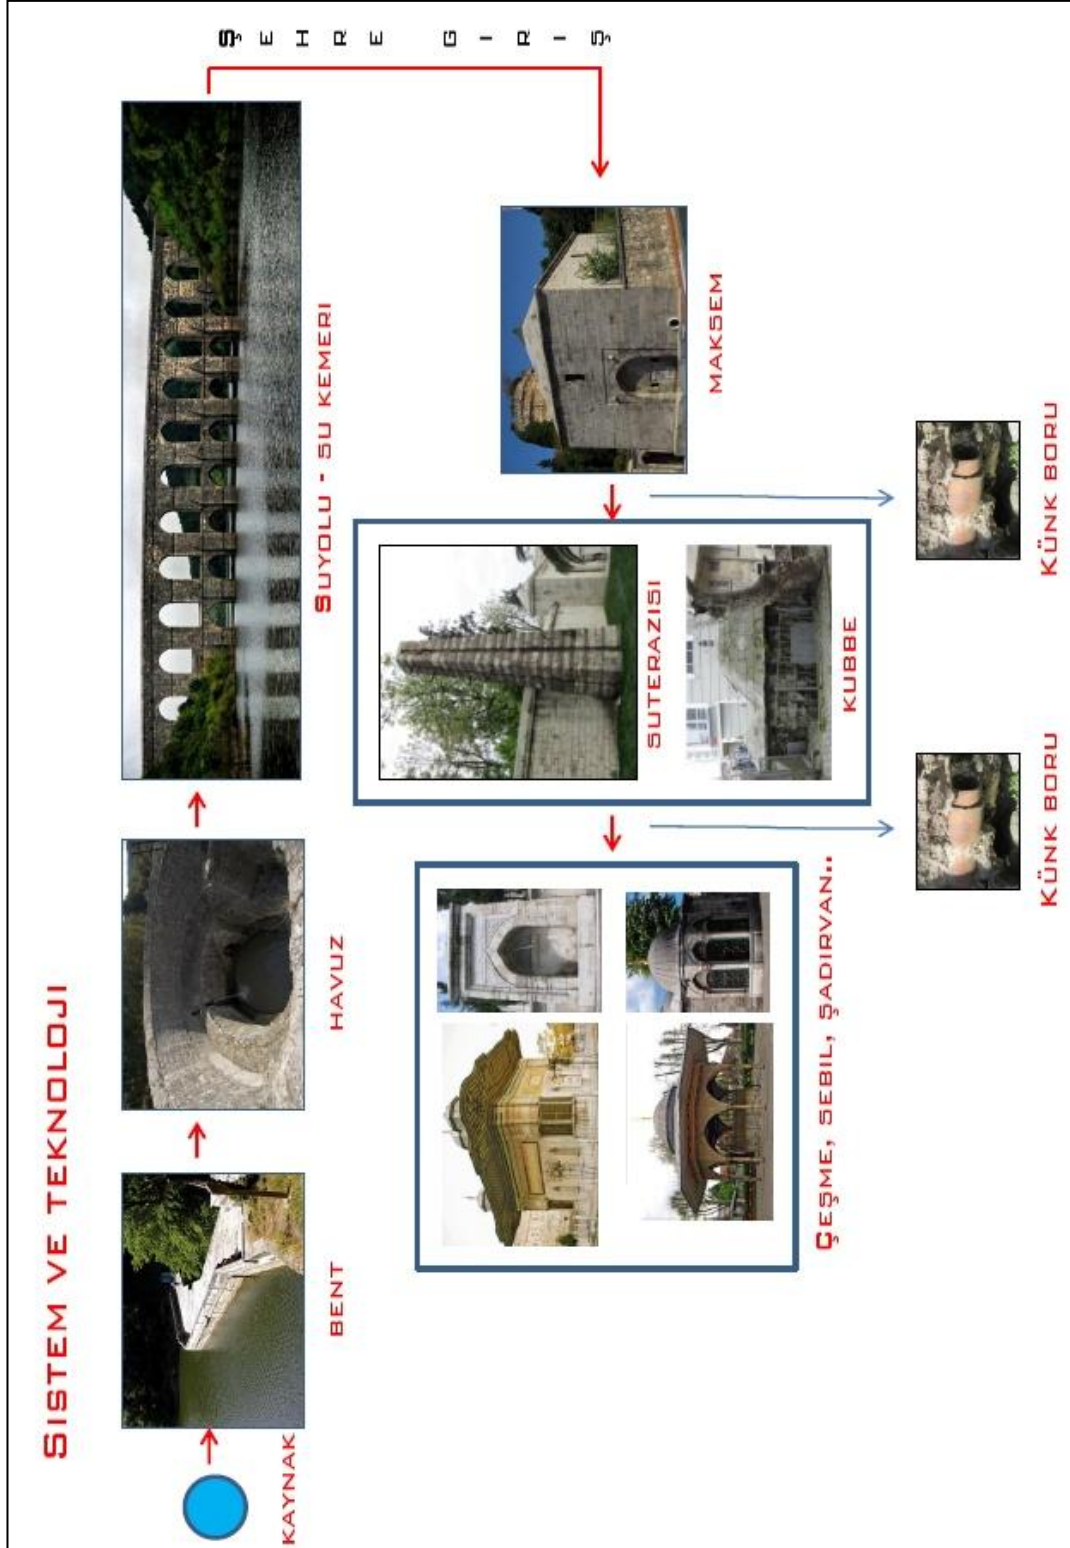 SISTEM VE TEKNOLOJI
KAYNAK
BENT
HAVUZ
SUYOLU - SU KEMERI
ŞEHRE GIRIŞ
MAKSEM
SUTERAZISI
KUBBE
ÇEŞME, SEBIL, ŞADIRVAN..
KÜNK BORU
KÜNK BORU